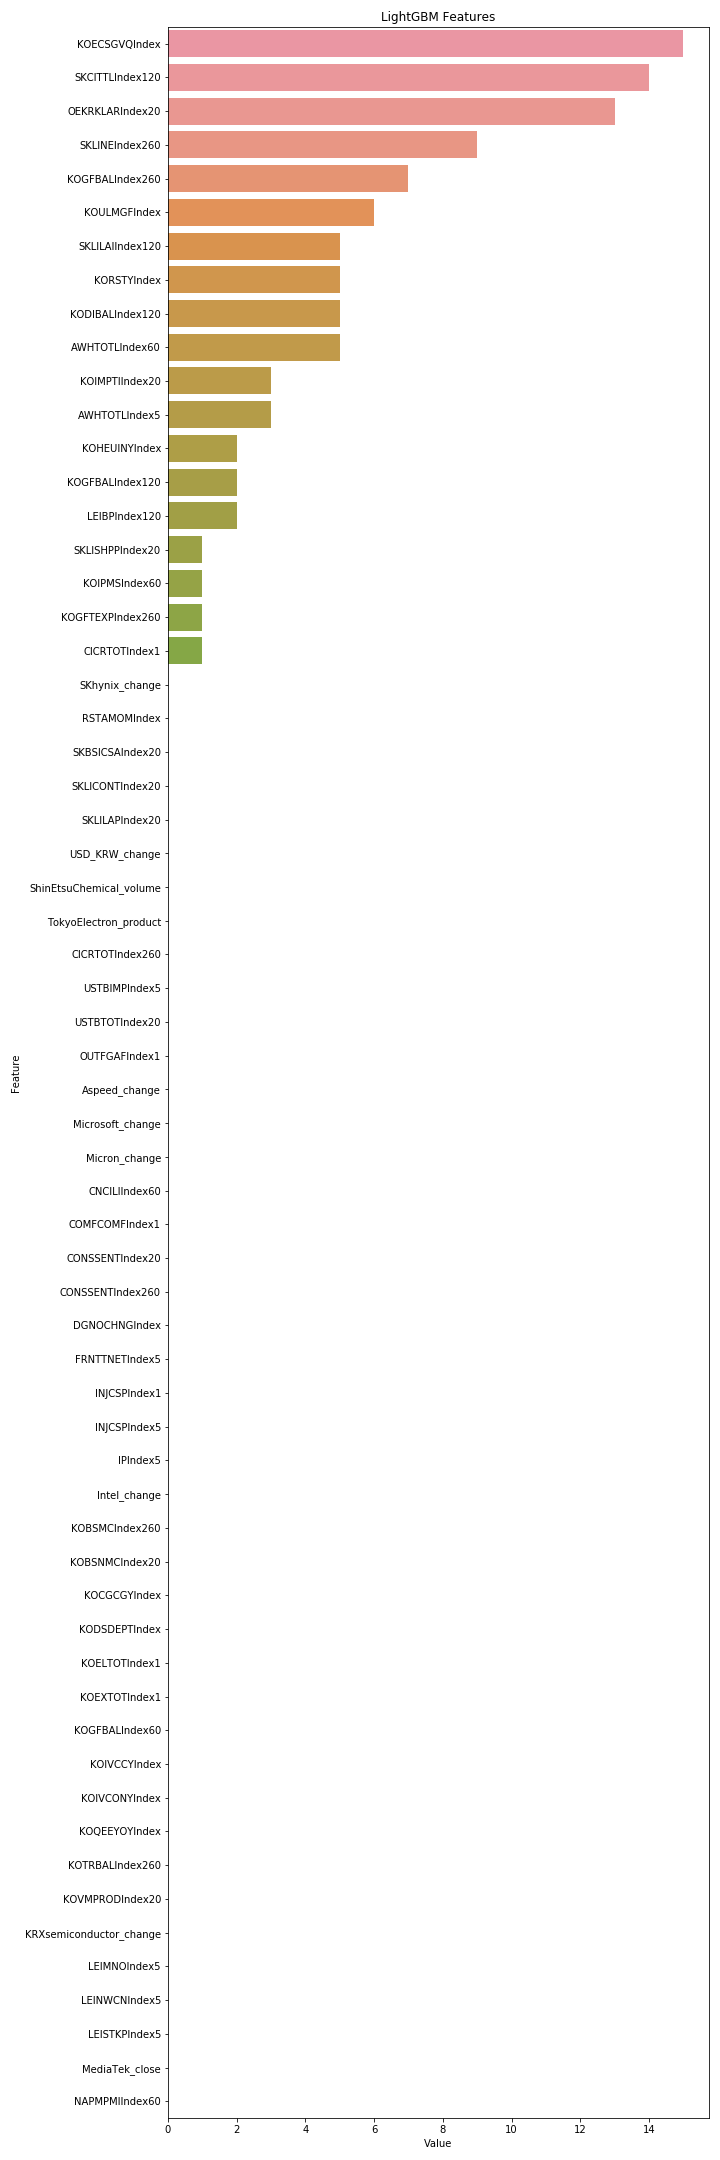 LightGBM Features
KOECSGVQIndex
SKCITTLIndex120
OEKRKLARIndex20
SKLINEIndex260
KOGFBALIndex260
KOULMGFIndex
SKLILAIIndex120
KORSTYIndex
KODIBALIndex120
AWHTOTLIndex60
KOIMPTIIndex20
AWHTOTLIndex5
KOHEUINYIndex
KOGFBALIndex120
LEIBPIndex120
SKLISHPPIndex20
KOIPMSIndex60
KOGFTEXPIndex260
CICRTOTIndex1
SKhynix_change
RSTAMOMIndex
SKBSICSAIndex20
SKLICONTIndex20
SKLILAPIndex20
USD_KRW_change
ShinEtsuChemical_volume
TokyoElectron_product
CICRTOTIndex260
USTBIMPIndex5
USTBTOTIndex20
OUTFGAFIndex1
Aspeed_change
Microsoft_change
Micron_change
CNCILIIndex60
COMFCOMFIndex1
CONSSENTIndex20
CONSSENTIndex260
DGNOCHNGIndex
FRNTTNETIndex5
INJCSPIndex1
INJCSPIndex5
IPIndex5
Intel_change
KOBSMCIndex260
KOBSNMCIndex20
KOCGCGYIndex
KODSDEPTIndex
KOELTOTIndex1
KOEXTOTIndex1
KOGFBALIndex60
KOIVCCYIndex
KOIVCONYIndex
KOQEEYOYIndex
KOTRBALIndex260
KOVMPRODIndex20
KRXsemiconductor_change
LEIMNOIndex5
LEINWCNIndex5
LEISTKPIndex5
MediaTek_close
NAPMPMIIndex60
Feature
0 2 4 6 8 10 12 14
Value